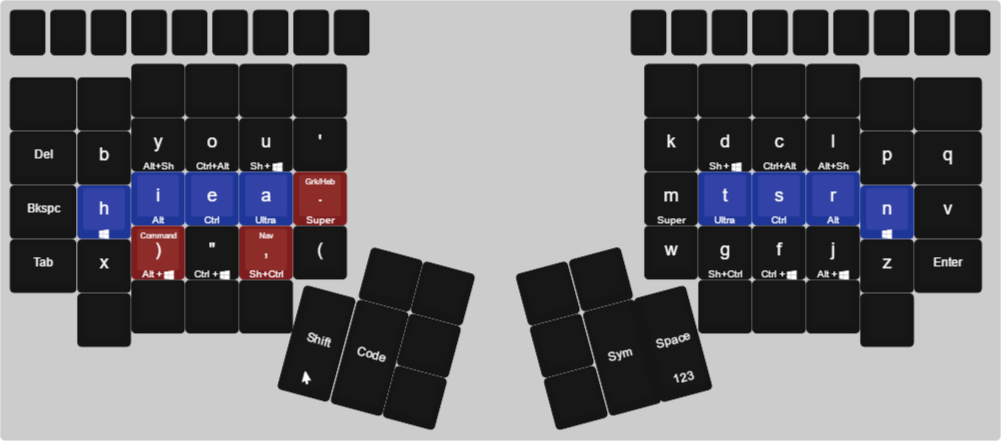 Del b y o u '
Alt+Sh Ctrl+Alt Sh+
k d c l p q
Sh+ Ctrl+Alt Alt+Sh
Grk/Heb
Bkspc h i e a .
Alt Ctrl Ultra Super
m t s r n v
Super Ultra Ctrl Alt
Command Nav
Tab x ) " , (
Alt + Ctrl + Sh+Ctrl
w g f j z Enter
Sh+Ctrl Ctrl + Alt +
Shift
Code
Sym
Space
123